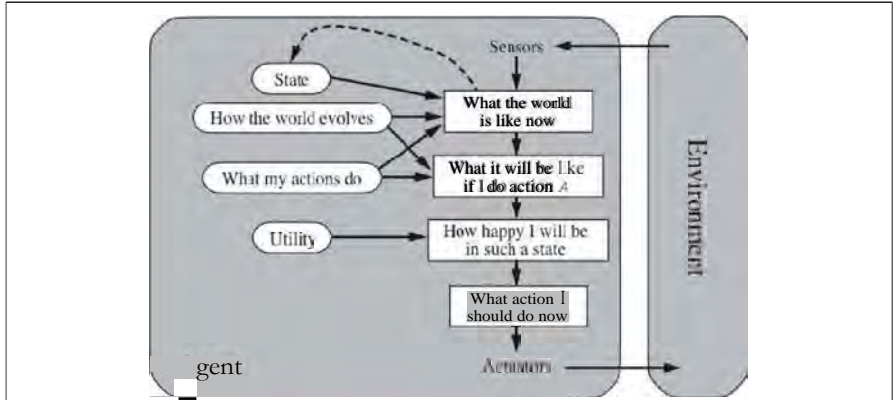 Sensors
State
What the world
is like now
How the world evolves
What it will be like
if I do action A
What my actions do
How happy I will be
in such a state
Utility
What action I
should do now
gent
Actuators
Environment